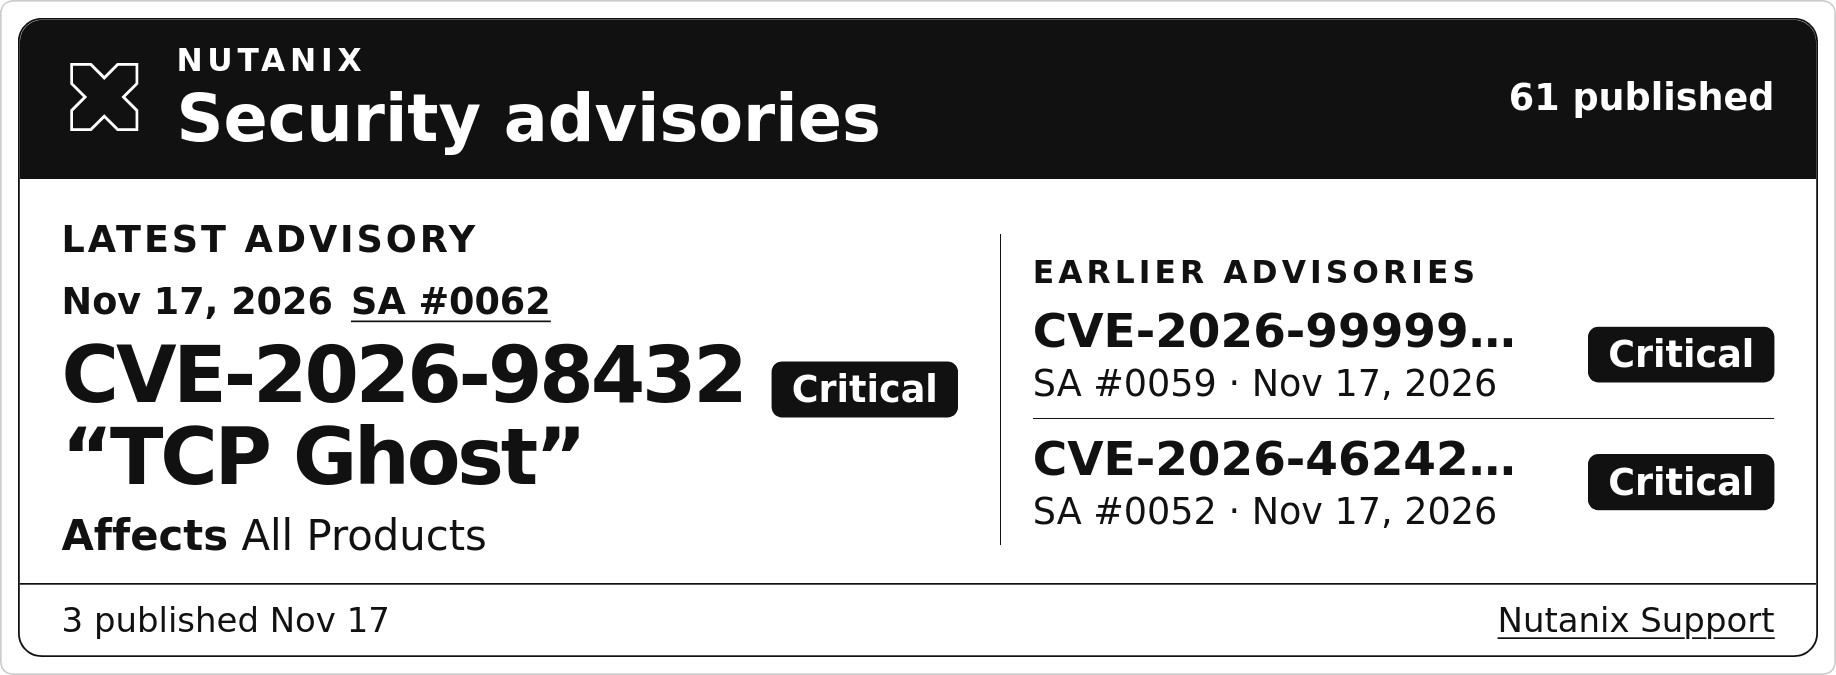 NUTANIX
Security advisories
61 published
LATEST ADVISORY
Nov 17, 2026 SA #0062
CVE-2026-98432 Critical
“TCP Ghost”
Affects All Products
EARLIER ADVISORIES
CVE-2026-99999… Critical
SA #0059 · Nov 17, 2026
CVE-2026-46242… Critical
SA #0052 · Nov 17, 2026
3 published Nov 17
Nutanix Support